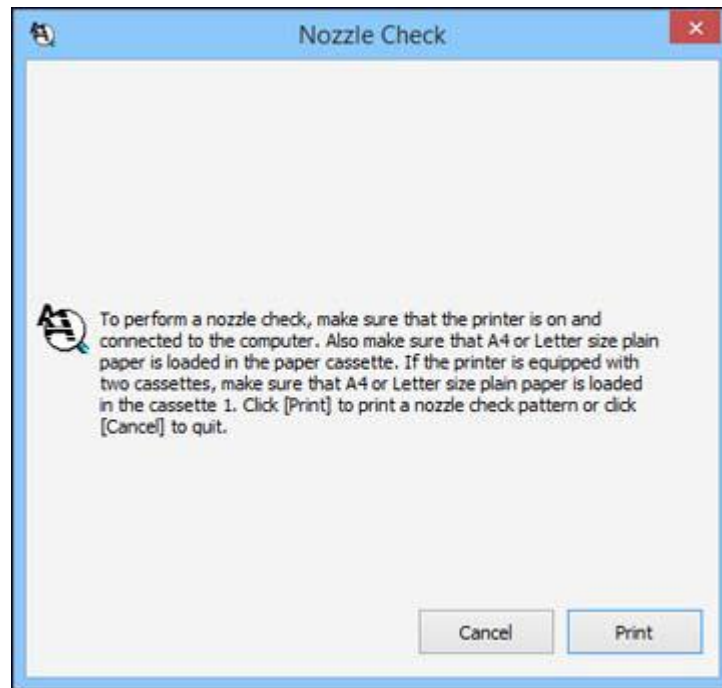 Nozzle Check
To perform a nozzle check, make sure that the printer is on and
connected to the computer. Also make sure that A4 or Letter size plain
paper is loaded in the paper cassette. If the printer is equipped with
two cassettes, make sure that A4 or Letter size plain paper is loaded
in the cassette 1. Click [Print] to print a nozzle check pattern or click
[Cancel] to quit.
Cancel Print